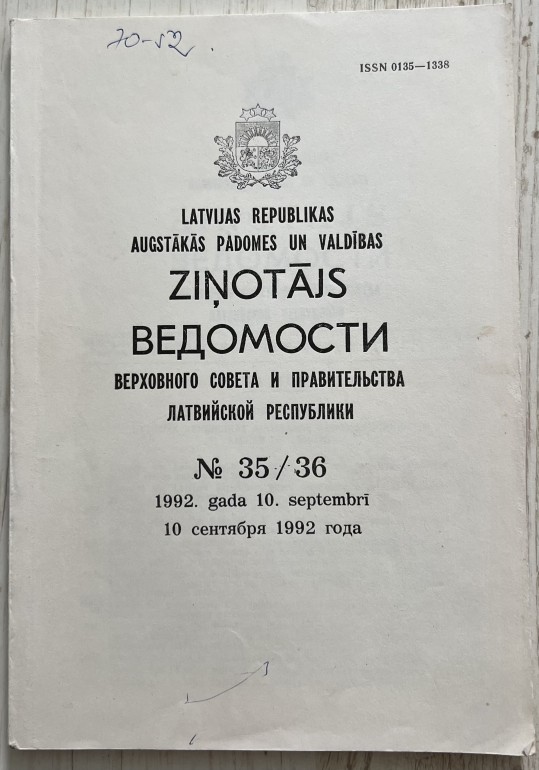 70-52.
ISSN 0135—1338
LATVIJAS REPUBLIKAS
AUGSTĀKĀS PADOMES UN VALDĪBAS
ZIŅOTĀJS
ВЕДОМОСТИ
ВЕРХОВНОГО СОВЕТА И ПРАВИТЕЛЬСТВА
ЛАТВИЙСКОЙ РЕСПУБЛИКИ
№ 35/36
1992. gada 10. septembrī
10 сентября 1992 года